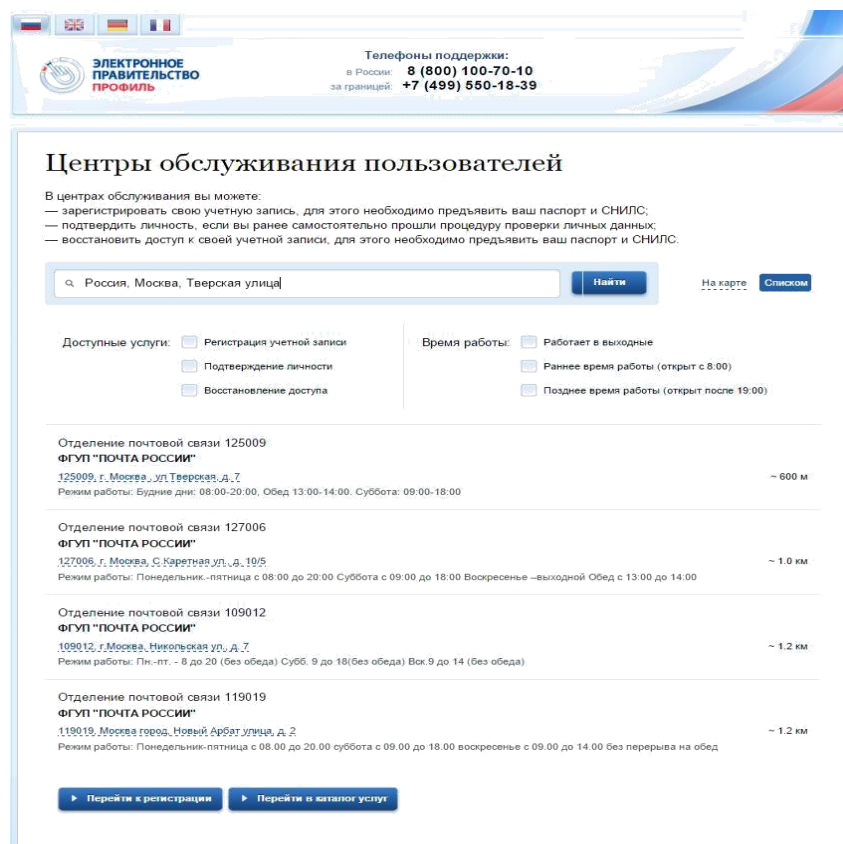 ЭЛЕКТРОННОЕ
ПРАВИТЕЛЬСТВО
ПРОФИЛЬ
Телефоны поддержки:
в России: 8 (800) 100-70-10
за границей: +7 (499) 550-18-39
Центры обслуживания пользователей
В центрах обслуживания вы можете:
— зарегистрировать свою учетную запись, для этого необходимо предъявить ваш паспорт и СНИЛС;
— подтвердить личность, если вы ранее самостоятельно прошли процедуру проверки личных данных;
— восстановить доступ к своей учетной записи, для этого необходимо предъявить ваш паспорт и СНИЛС.
Россия, Москва, Тверская улица
Найти
На карте Списком
Доступные услуги: Регистрация учетной записи
Подтверждение личности
Восстановление доступа
Время работы: Работает в выходные
Раннее время работы (открыт с 8:00)
Позднее время работы (открыт после 19:00)
Отделение почтовой связи 125009
ФГУП "ПОЧТА РОССИИ"
125009, г. Москва , ул Тверская, д. 7 ~ 600 м
Режим работы: Будние дни: 08:00-20:00, Обед 13:00-14:00. Суббота: 09:00-18:00
Отделение почтовой связи 127006
ФГУП "ПОЧТА РОССИИ"
127006, г. Москва, С.Каретная ул., д. 10/5 ~ 1.0 км
Режим работы: Понедельник.-пятница с 08:00 до 20:00 Суббота с 09:00 до 18:00 Воскресенье –выходной Обед с 13:00 до 14:00
Отделение почтовой связи 109012
ФГУП "ПОЧТА РОССИИ"
109012, г.Москва, Никольская ул., д. 7 ~ 1.2 км
Режим работы: Пн.-пт. - 8 до 20 (без обеда) Субб. 9 до 18(без обеда) Вск.9 до 14 (без обеда)
Отделение почтовой связи 119019
ФГУП "ПОЧТА РОССИИ"
119019, Москва город, Новый Арбат улица, д. 2 ~ 1.2 км
Режим работы: Понедельник-пятница с 08.00 до 20.00 суббота с 09.00 до 18.00 воскресенье с 09.00 до 14.00 без перерыва на обед
Перейти к регистрации Перейти в каталог услуг